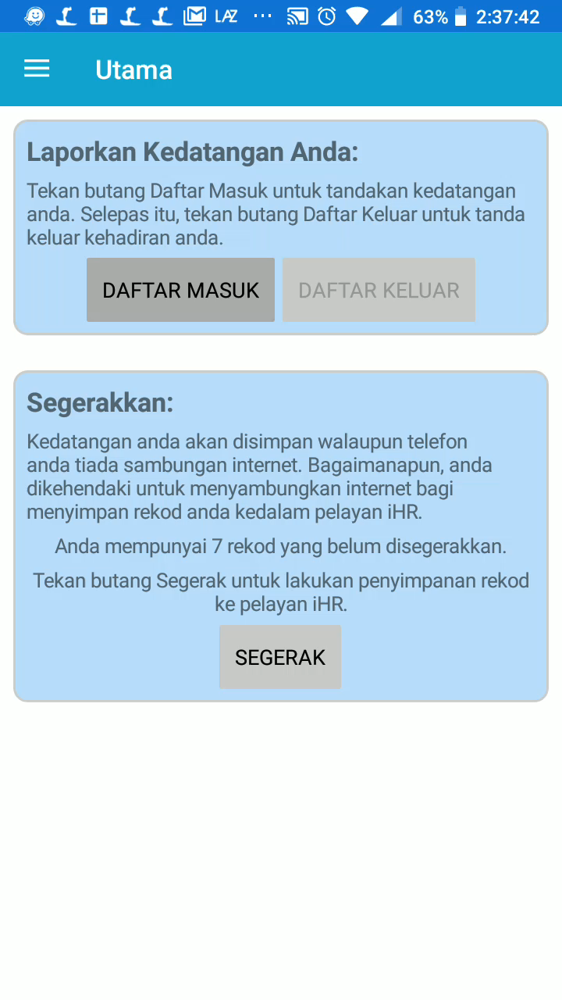 LAZ ... 63% 2:37:42
Utama
Laporkan Kedatangan Anda:
Tekan butang Daftar Masuk untuk tandakan kedatangan
anda. Selepas itu, tekan butang Daftar Keluar untuk tanda
keluar kehadiran anda.
DAFTAR MASUK DAFTAR KELUAR
Segerakkan:
Kedatangan anda akan disimpan walaupun telefon
anda tiada sambungan internet. Bagaimanapun, anda
dikehendaki untuk menyambungkan internet bagi
menyimpan rekod anda kedalam pelayan iHR.
Anda mempunyai 7 rekod yang belum disegerakkan.
Tekan butang Segerak untuk lakukan penyimpanan rekod
ke pelayan iHR.
SEGERAK